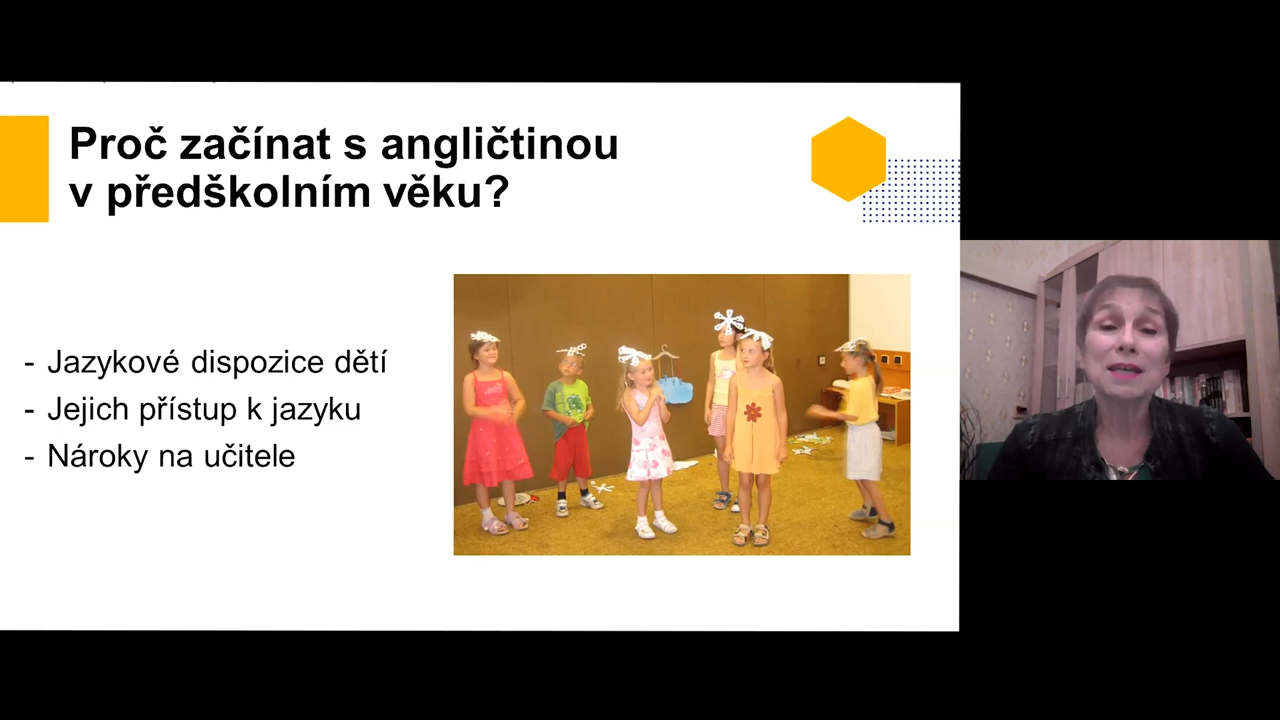 Proč začínat s angličtinou
v předškolním věku?
- Jazykové dispozice dětí
- Jejich přístup k jazyku
- Nároky na učitele